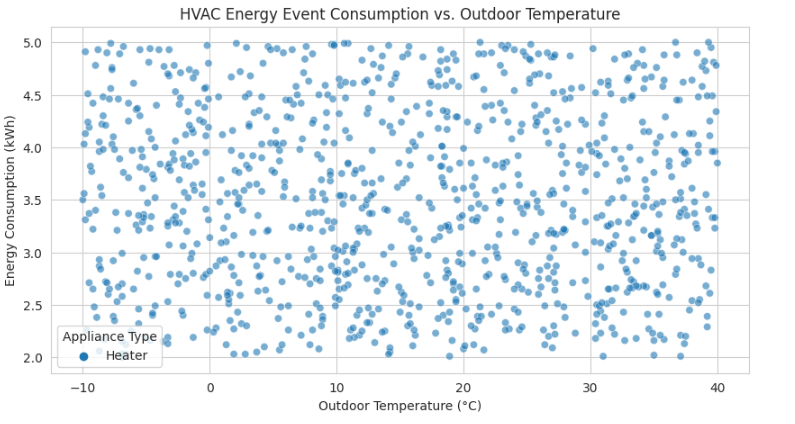 HVAC Energy Event Consumption vs. Outdoor Temperature
Energy Consumption (kWh)
5.0
4.5
4.0
3.5
3.0
2.5
2.0
Appliance Type
Heater
−10
0
10
20
30
40
Outdoor Temperature (°C)